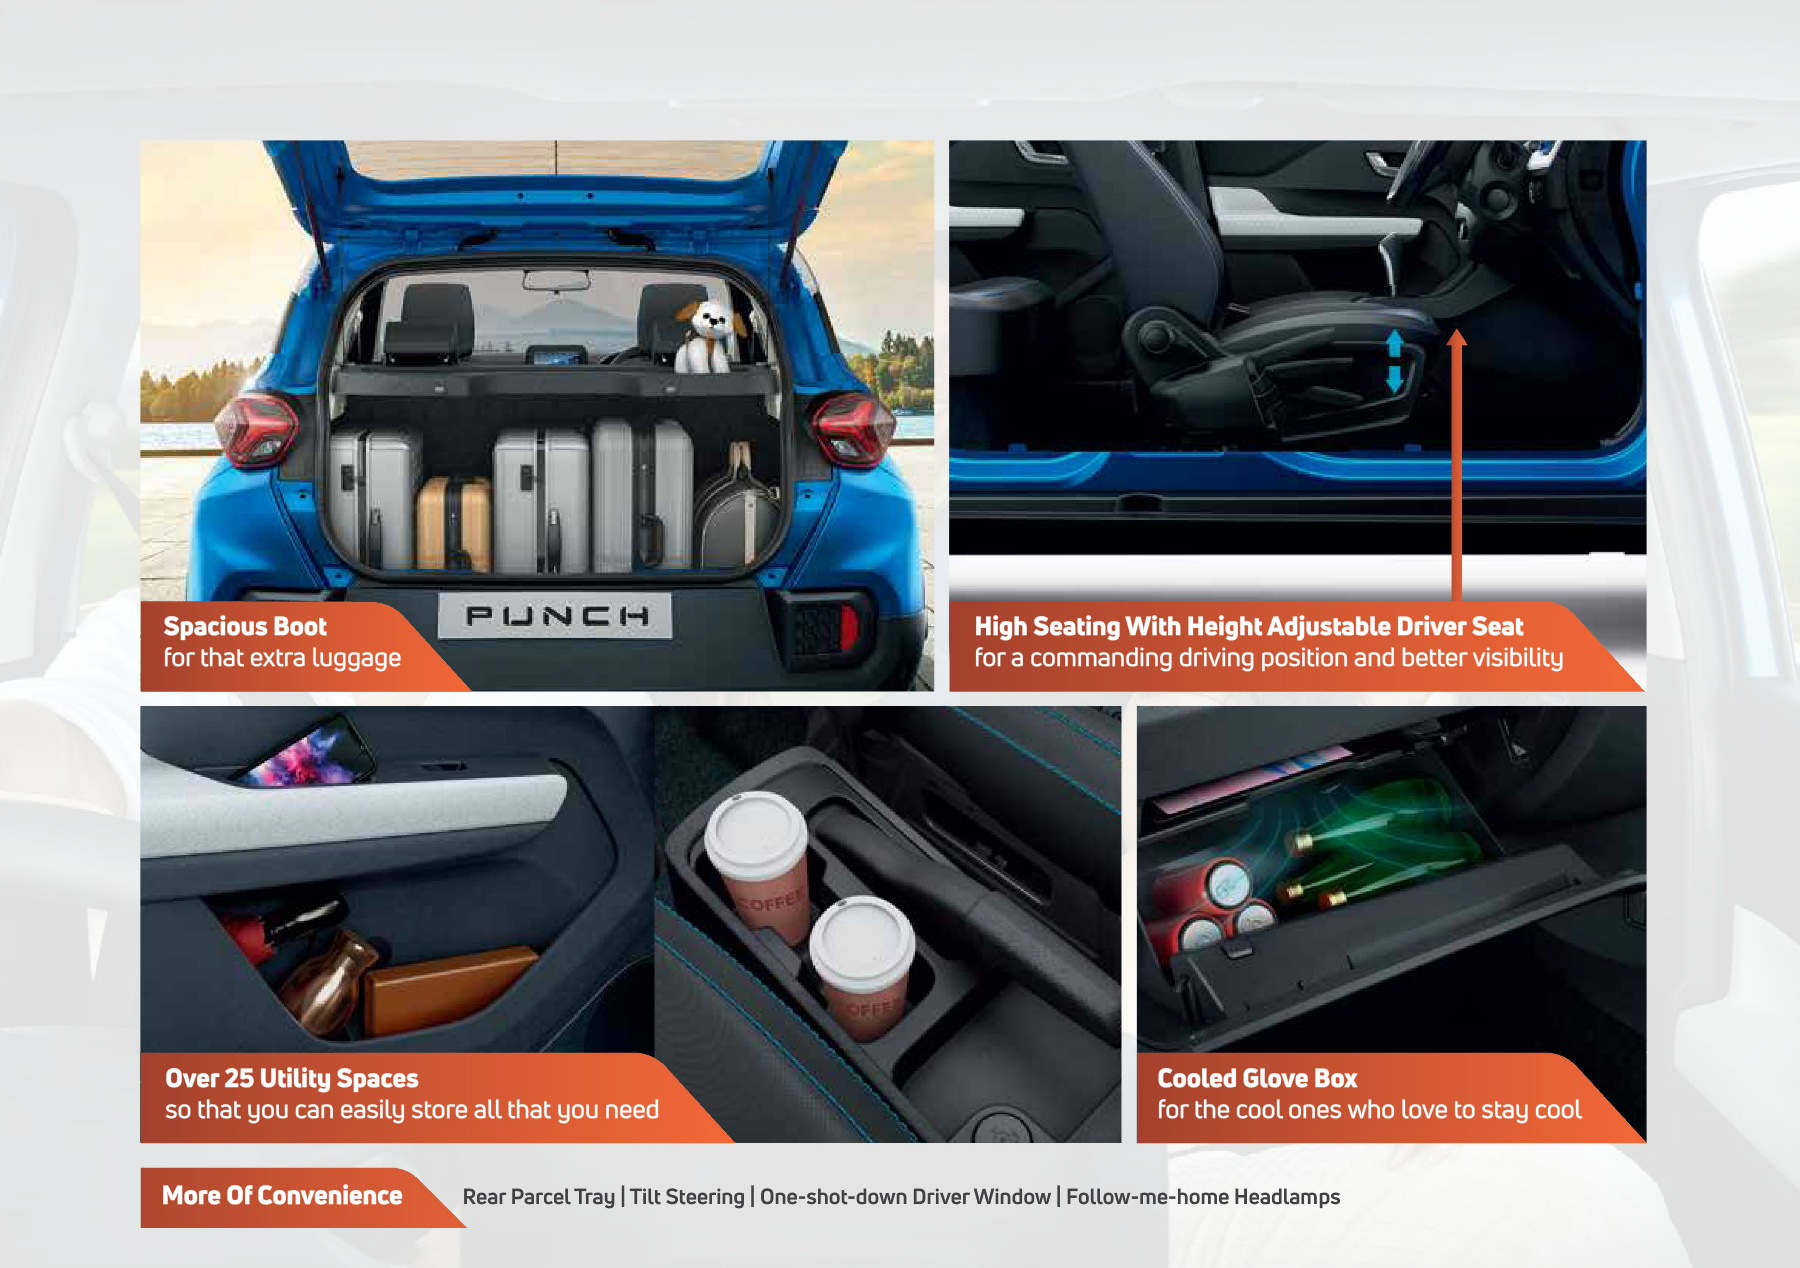 PUNCH
Spacious Boot
for that extra luggage
High Seating With Height Adjustable Driver Seat
for a commanding driving position and better visibility
COFFEE
COFFEE
Over 25 Utility Spaces
so that you can easily store all that you need
Cooled Glove Box
for the cool ones who love to stay cool
More Of Convenience
Rear Parcel Tray | Tilt Steering | One-shot-down Driver Window | Follow-me-home Headlamps